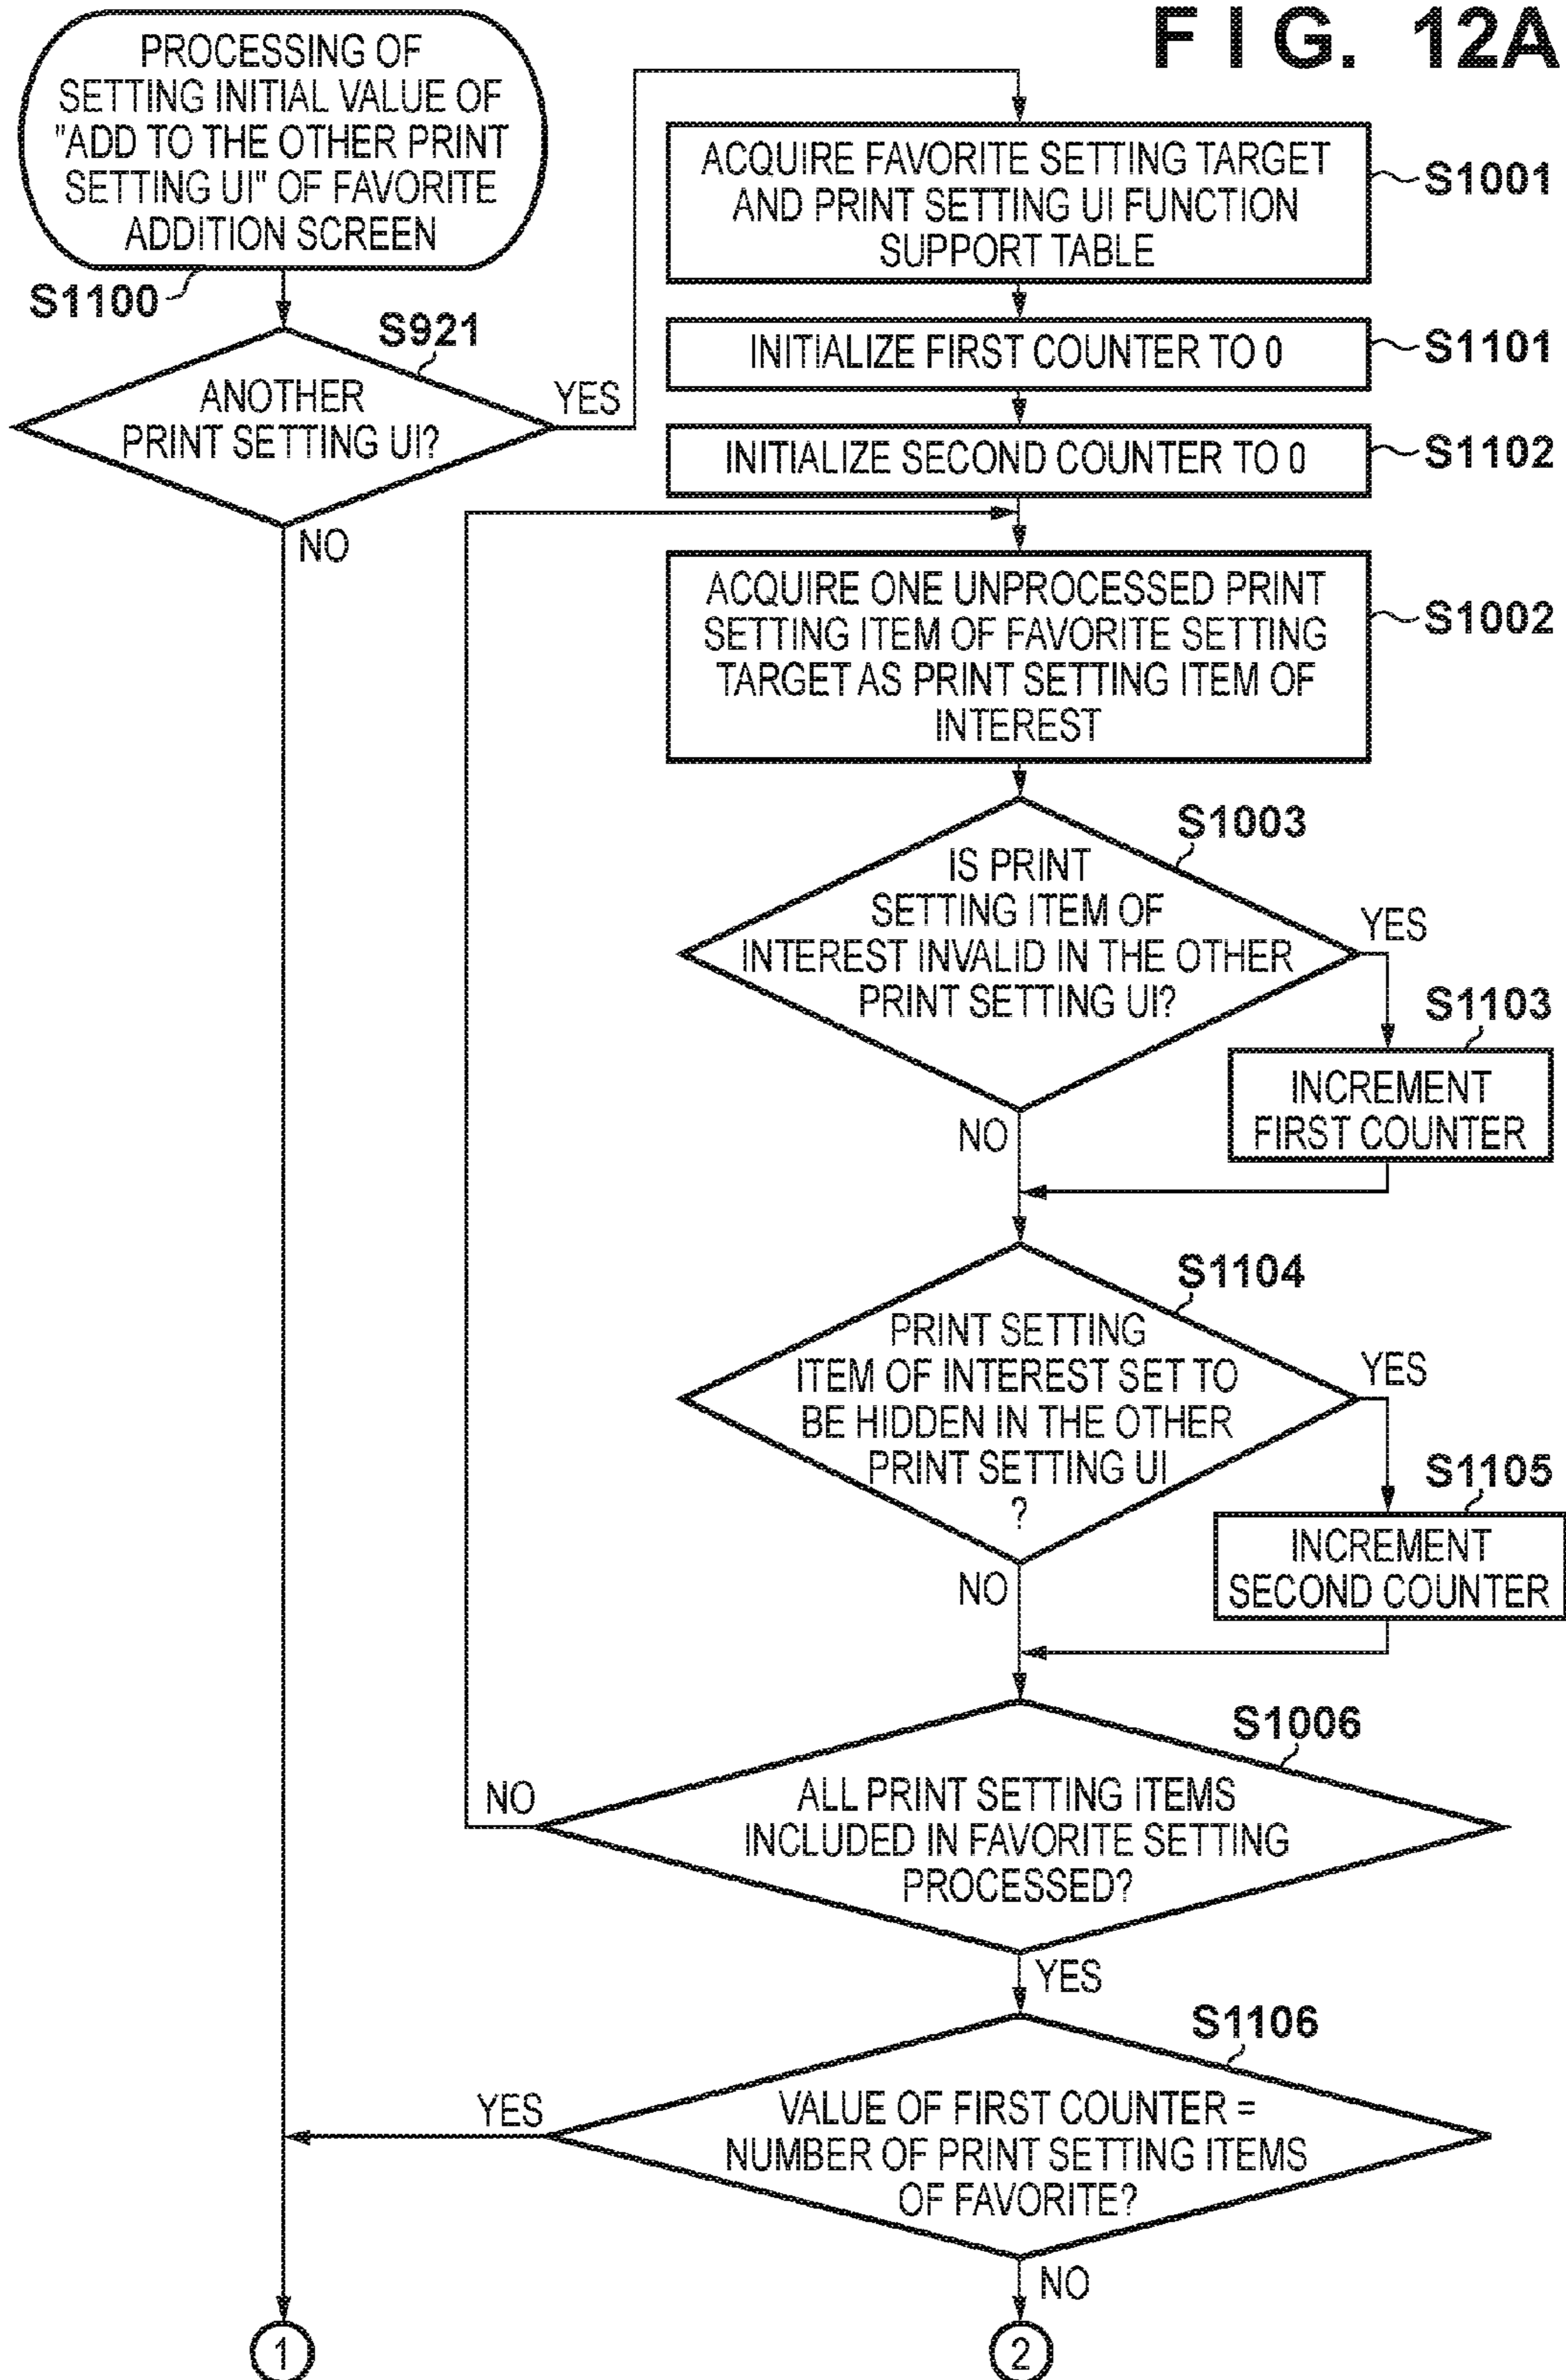 FIG. 12A
PROCESSING OF
SETTING INITIAL VALUE OF
"ADD TO THE OTHER PRINT
SETTING UI" OF FAVORITE
ADDITION SCREEN
S1100
S921
ANOTHER
PRINT SETTING UI?
YES
NO
ACQUIRE FAVORITE SETTING TARGET
AND PRINT SETTING UI FUNCTION
SUPPORT TABLE
S1001
INITIALIZE FIRST COUNTER TO 0
S1101
INITIALIZE SECOND COUNTER TO 0
S1102
ACQUIRE ONE UNPROCESSED PRINT
SETTING ITEM OF FAVORITE SETTING
TARGET AS PRINT SETTING ITEM OF
INTEREST
S1002
S1003
IS PRINT
SETTING ITEM OF
INTEREST INVALID IN THE OTHER
PRINT SETTING UI?
YES
NO
S1103
INCREMENT
FIRST COUNTER
S1104
PRINT SETTING
ITEM OF INTEREST SET TO
BE HIDDEN IN THE OTHER
PRINT SETTING UI
?
YES
NO
S1105
INCREMENT
SECOND COUNTER
S1006
ALL PRINT SETTING ITEMS
INCLUDED IN FAVORITE SETTING
PROCESSED?
NO
YES
S1106
VALUE OF FIRST COUNTER =
NUMBER OF PRINT SETTING ITEMS
OF FAVORITE?
YES
NO
1
2